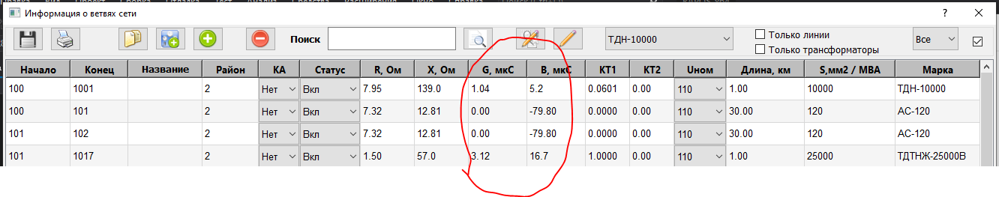 Информация о ветвях сети
?
Поиск
ТДН-10000
Только линии
Только трансформаторы
Все
Начало Конец Название Район КА Статус R, Ом X, Ом G, мкС B, мкС КТ1 КТ2 Uном Длина, км S,мм2 / МВА Марка
100 1001 2 Нет Вкл 7.95 139.0 1.04 5.2 0.0601 0.00 110 1.00 10000 ТДН-10000
100 101 2 Нет Вкл 7.32 12.81 0.00 -79.80 0.0000 0.00 110 30.00 120 АС-120
101 102 2 Нет Вкл 7.32 12.81 0.00 -79.80 0.0000 0.00 110 30.00 120 АС-120
101 1017 2 Нет Вкл 1.50 57.0 3.12 16.7 1.0000 0.00 110 1.00 25000 ТДТНЖ-25000В